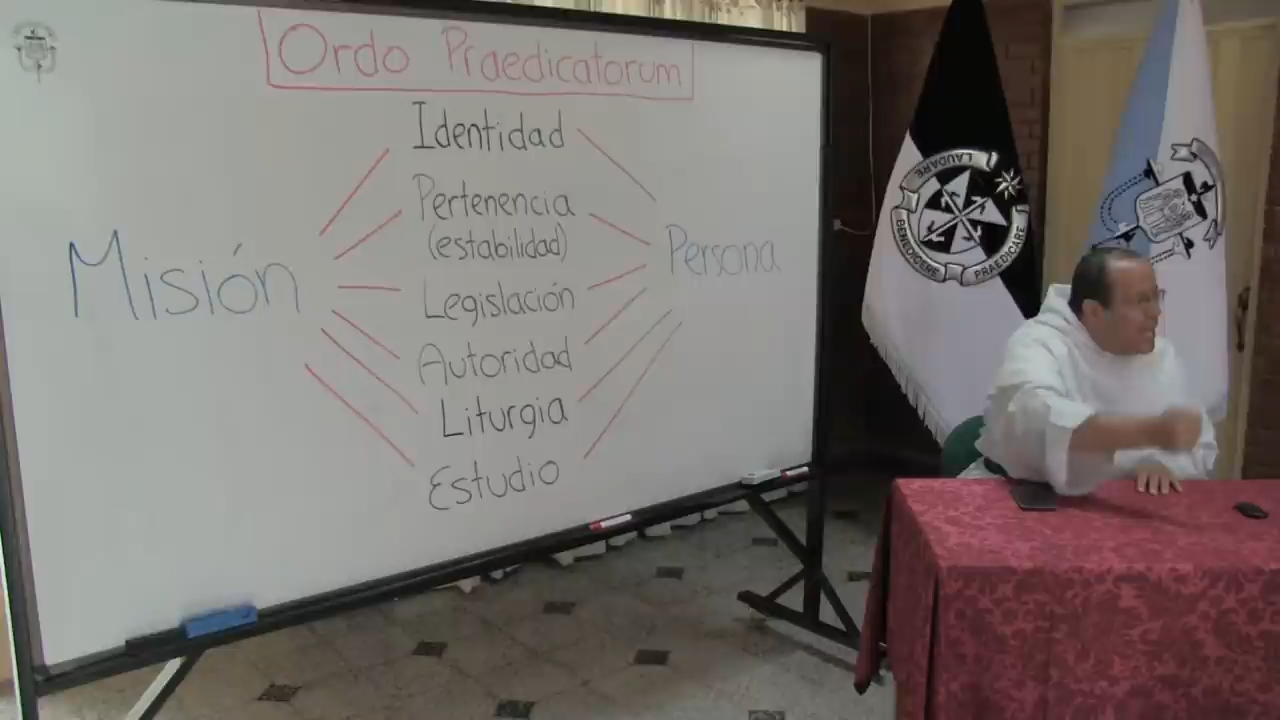 Ordo Praedicatorum
Identidad
Pertenencia
(estabilidad)
Misión
Persona
Legislación
Autoridad
Liturgia
Estudio
LAUDARE
BENEDICERE
PRAEDICARE